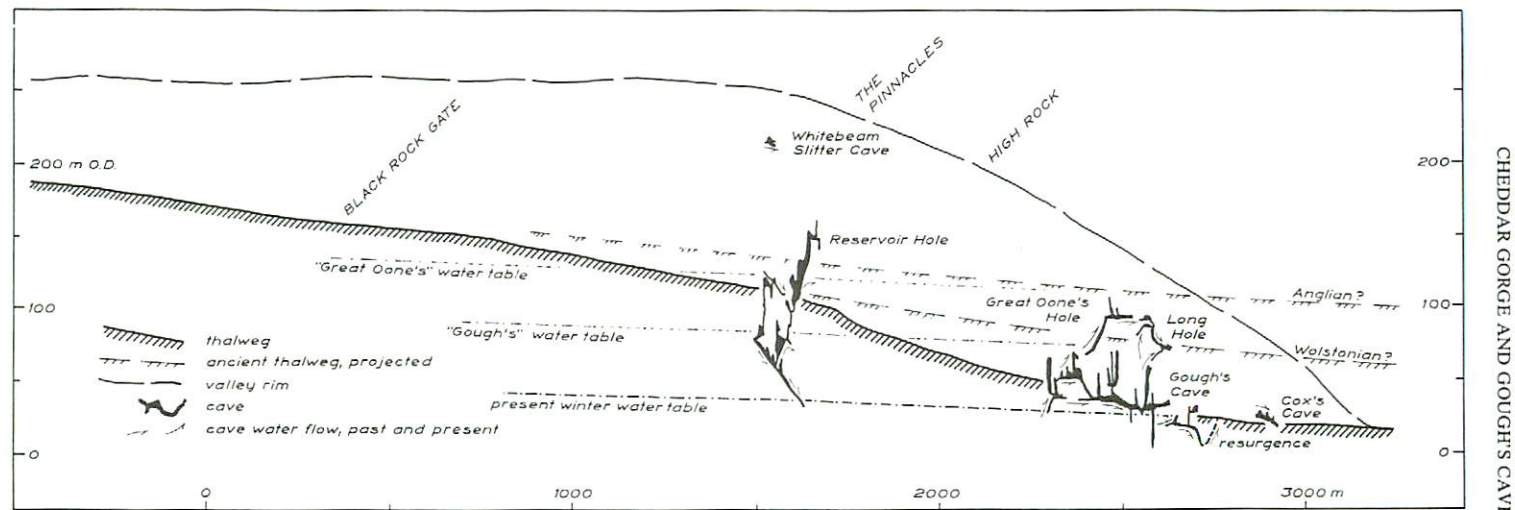 THE
PINNACLES
HIGH ROCK
BLACK ROCK GATE
Whitebeam
Slitter Cave
200 m O.D.
200
Reservoir Hole
"Great Oone's" water table
Anglian?
Great Oone's
Hole
Long
Hole
100
100
"Gough's" water table
Wolstonian?
thalweg
ancient thalweg, projected
valley rim
cave
cave water flow, past and present
Gough's
Cave
present winter water table
Cox's
Cave
resurgence
0
0
0
1000
2000
3000 m
CHEDDAR GORGE AND GOUGH'S CAVE